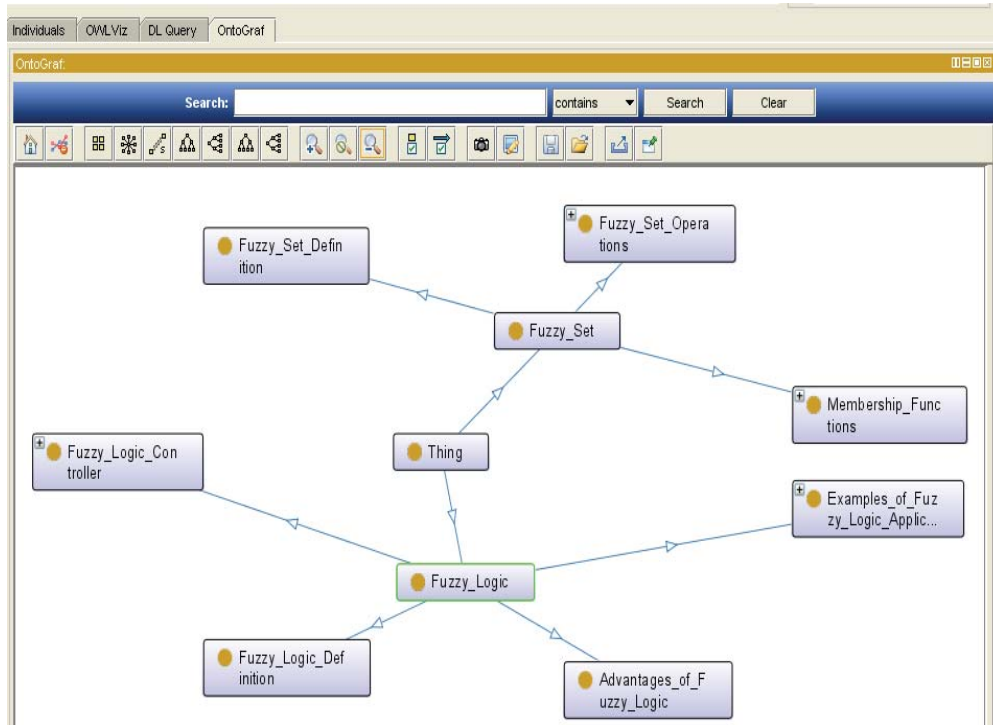 Individuals OWLViz DL Query OntoGraf
OntoGraf:
Search: contains Search Clear
Fuzzy_Set_Opera
tions
Fuzzy_Set_Defin
ition
Fuzzy_Set
Membership_Func
tions
Fuzzy_Logic_Con
troller
Thing
Examples_of_Fuz
zy_Logic_Applic...
Fuzzy_Logic
Fuzzy_Logic_Def
inition
Advantages_of_F
uzzy_Logic